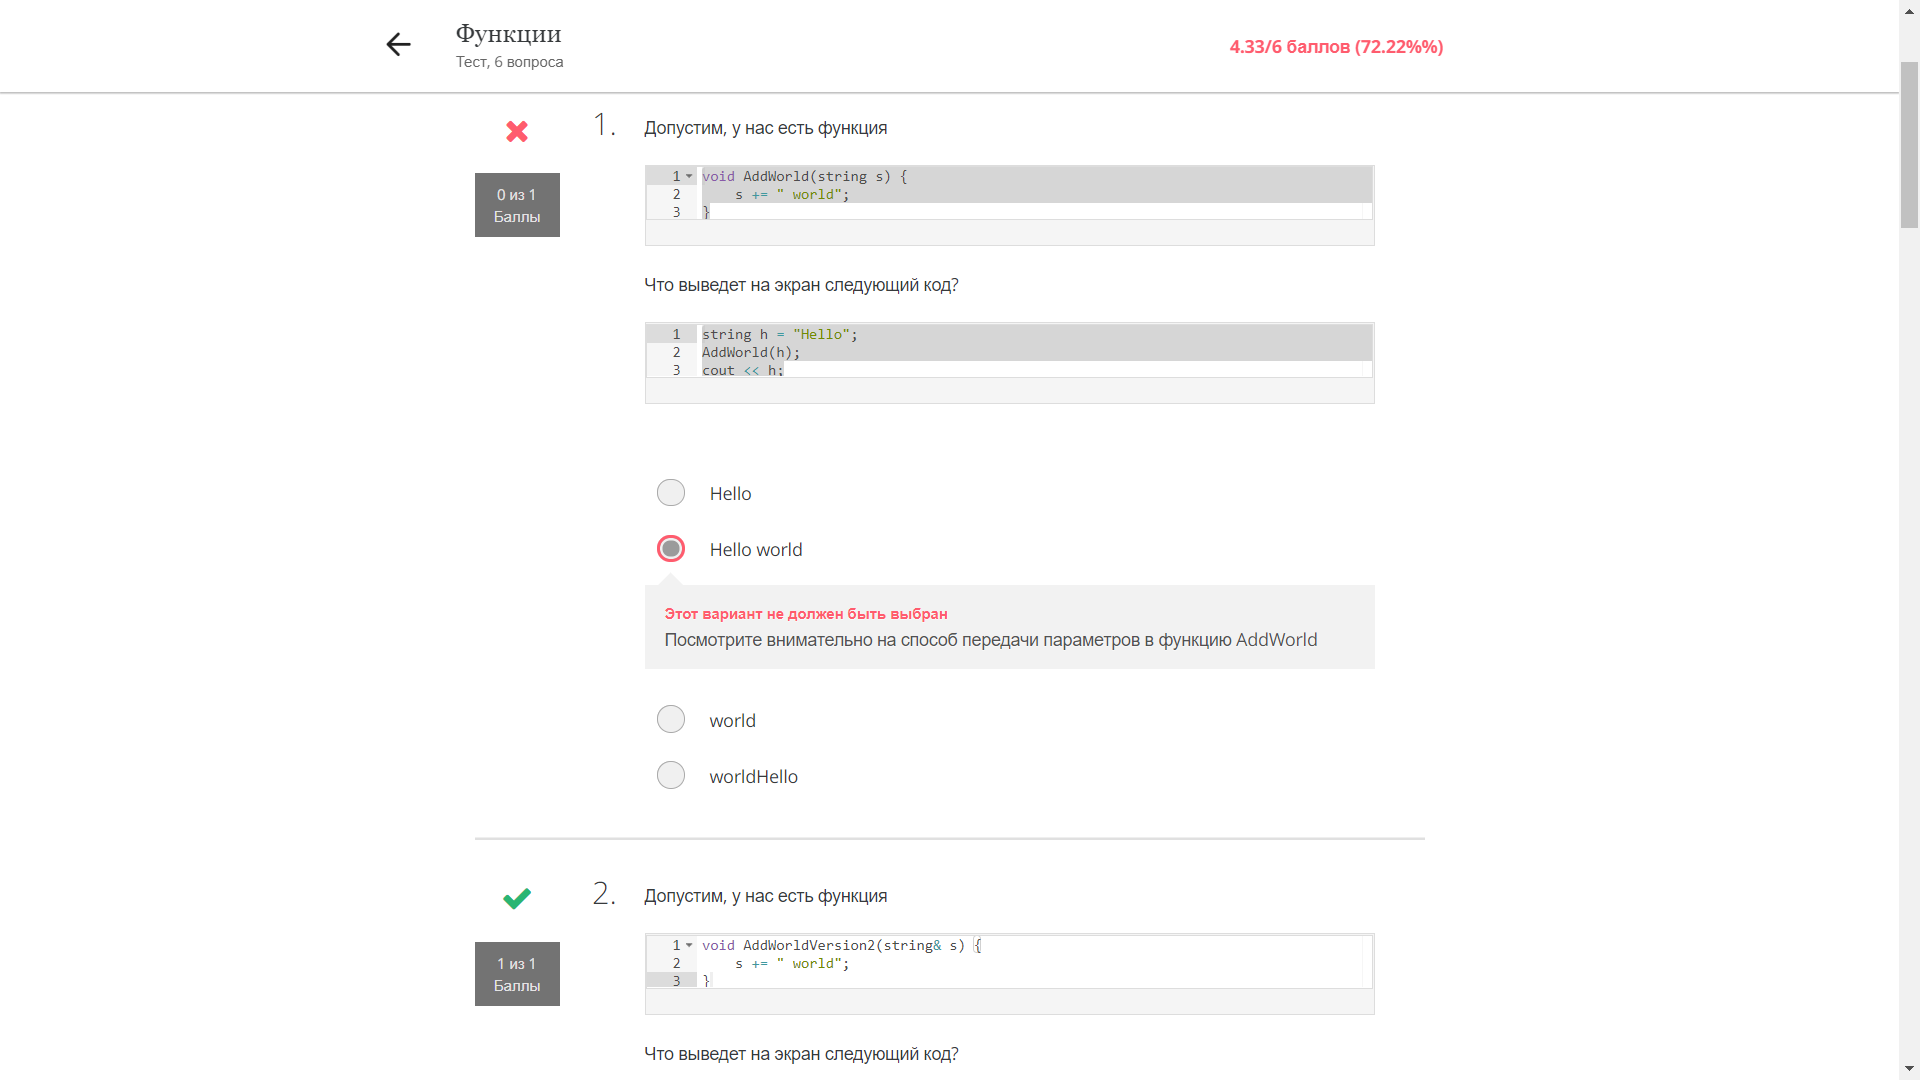 Функции
Тест, 6 вопроса
4.33/6 баллов (72.22%%)
0 из 1
Баллы
1. Допустим, у нас есть функция
1 void AddWorld(string s) {
2 s += " world";
3 }
Что выведет на экран следующий код?
1 string h = "Hello";
2 AddWorld(h);
3 cout << h;
Hello
Hello world
Этот вариант не должен быть выбран
Посмотрите внимательно на способ передачи параметров в функцию AddWorld
world
worldHello
1 из 1
Баллы
2. Допустим, у нас есть функция
1 void AddWorldVersion2(string& s) {
2 s += " world";
3 }
Что выведет на экран следующий код?